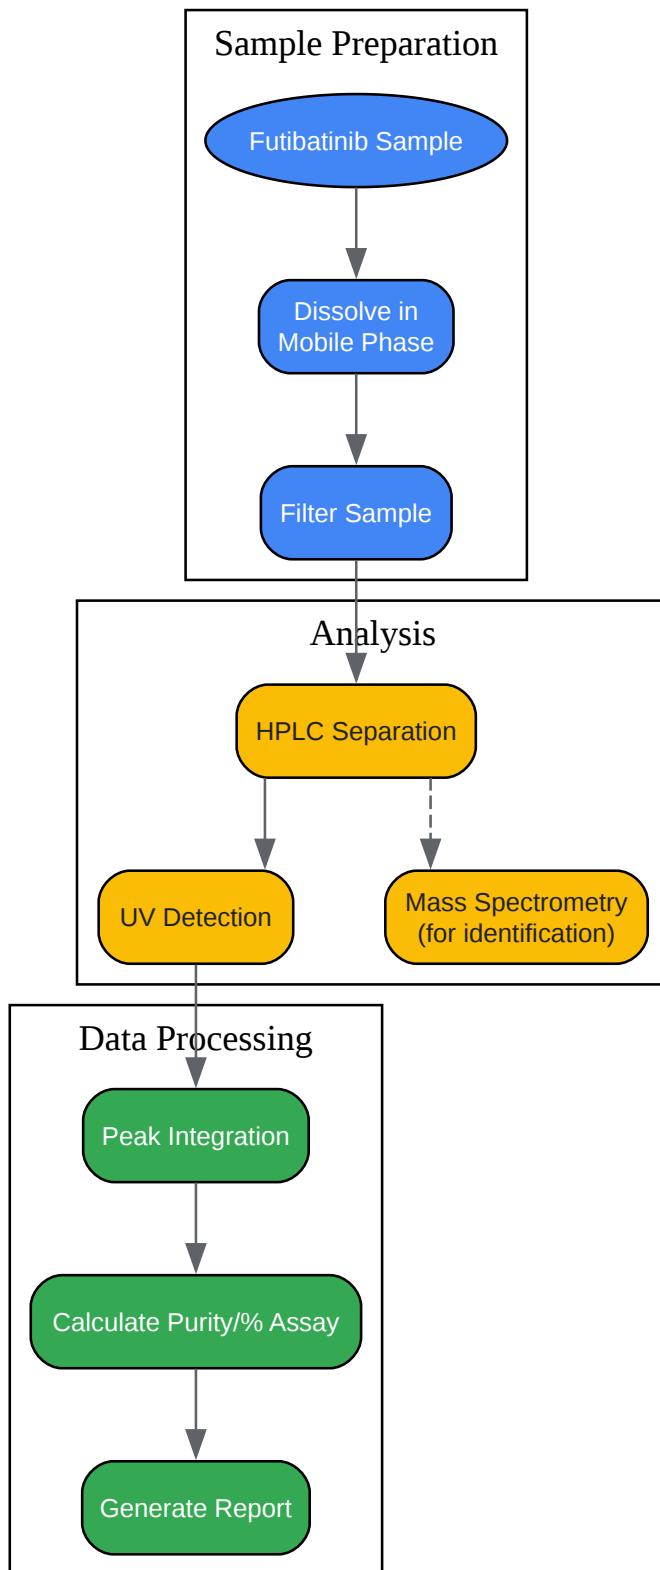 Sample Preparation
Futibatinib Sample
Dissolve in
Mobile Phase
Filter Sample
Analysis
HPLC Separation
UV Detection
Mass Spectrometry
(for identification)
Data Processing
Peak Integration
Calculate Purity/% Assay
Generate Report